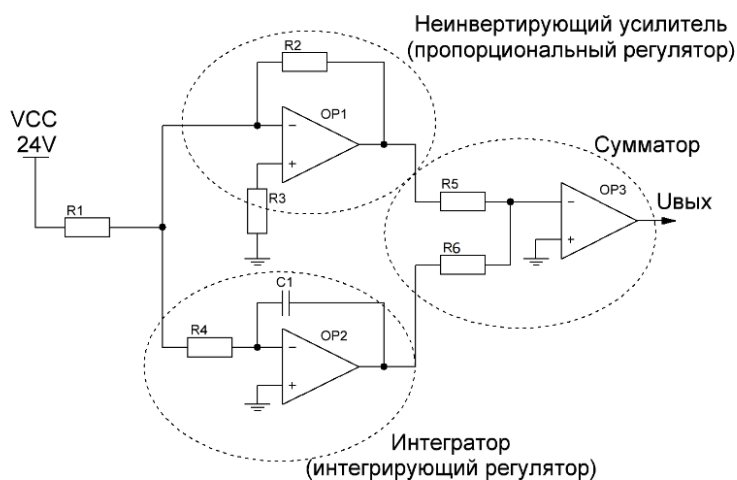 Неинвертирующий усилитель
(пропорциональный регулятор)
R2
VCC
24V
OP1
Сумматор
R1
R3
R5
OP3
Uвых
R6
C1
R4
OP2
Интегратор
(интегрирующий регулятор)